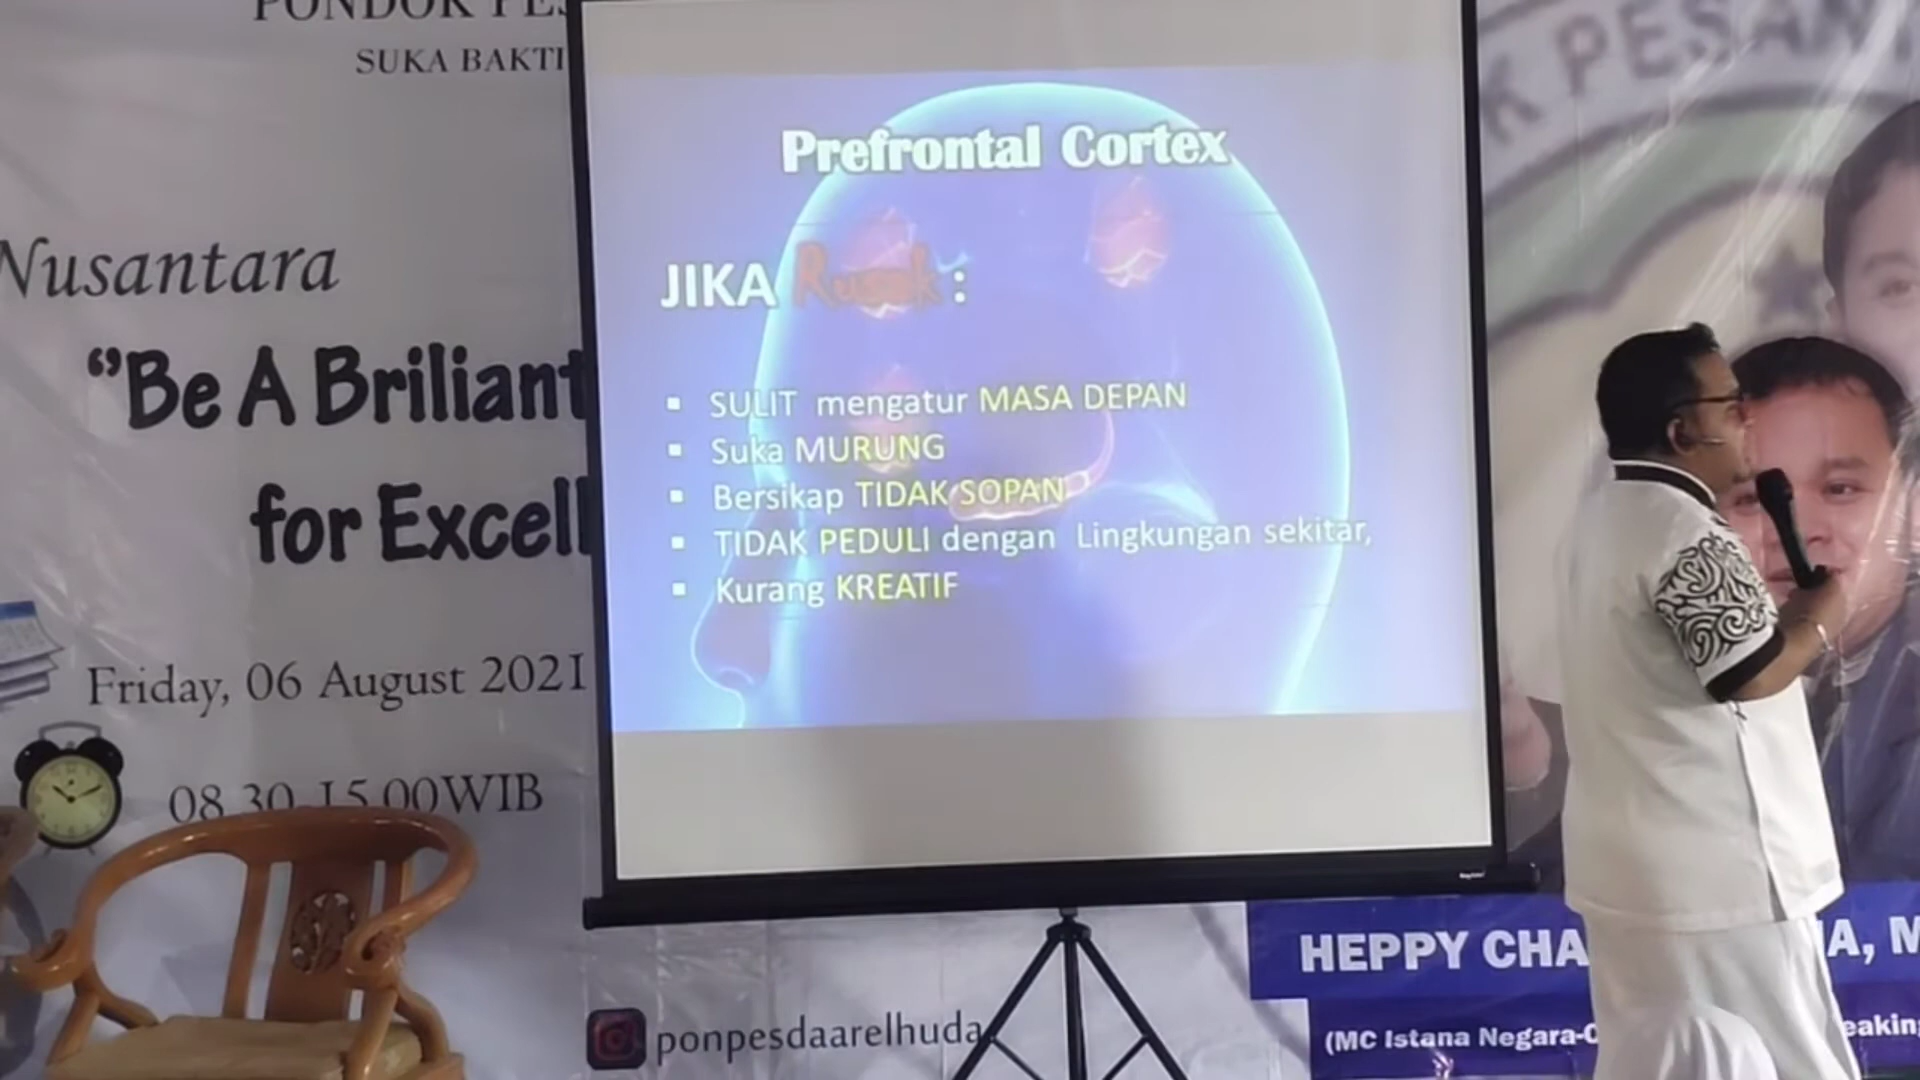 PONDOK
SUKA BAKTI
Nusantara
"Be A Briliant
for Excell
Friday, 06 August 2021
08.30-15.00WIB
Prefrontal Cortex
JIKA Rusak :
▪ SULIT mengatur MASA DEPAN
▪ Suka MURUNG
▪ Bersikap TIDAK SOPAN
▪ TIDAK PEDULI dengan Lingkungan sekitar,
▪ Kurang KREATIF
K PESAN
HEPPY CHA
A, M
(MC Istana Negara-
eaking
ponpesdaarelhuda